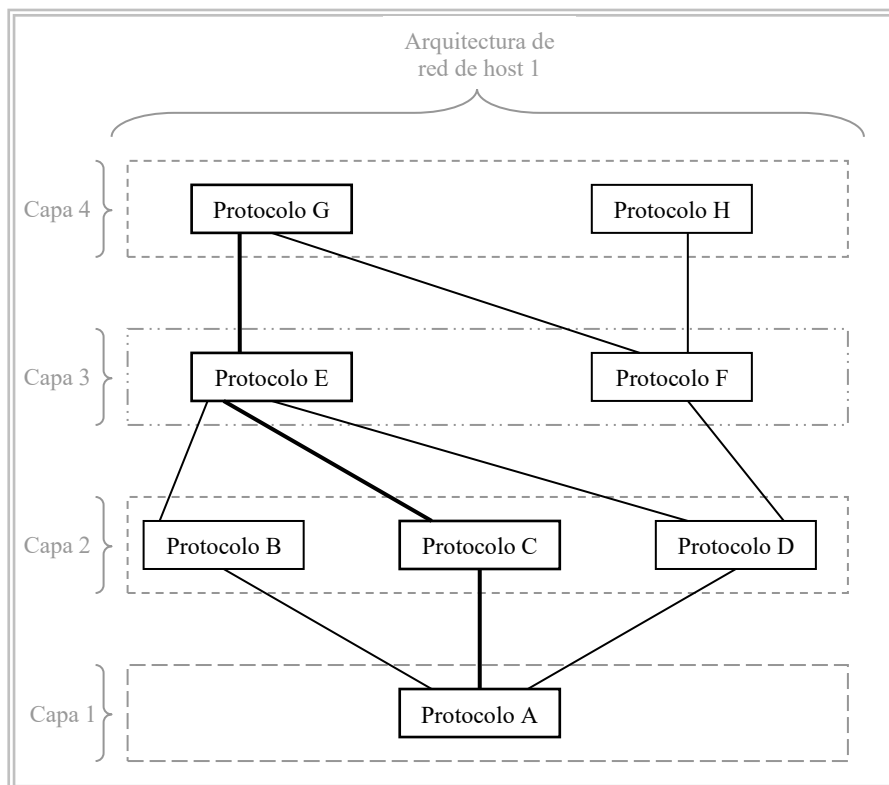 Arquitectura de
red de host 1
Capa 4
Protocolo G
Protocolo H
Capa 3
Protocolo E
Protocolo F
Capa 2
Protocolo B
Protocolo C
Protocolo D
Capa 1
Protocolo A